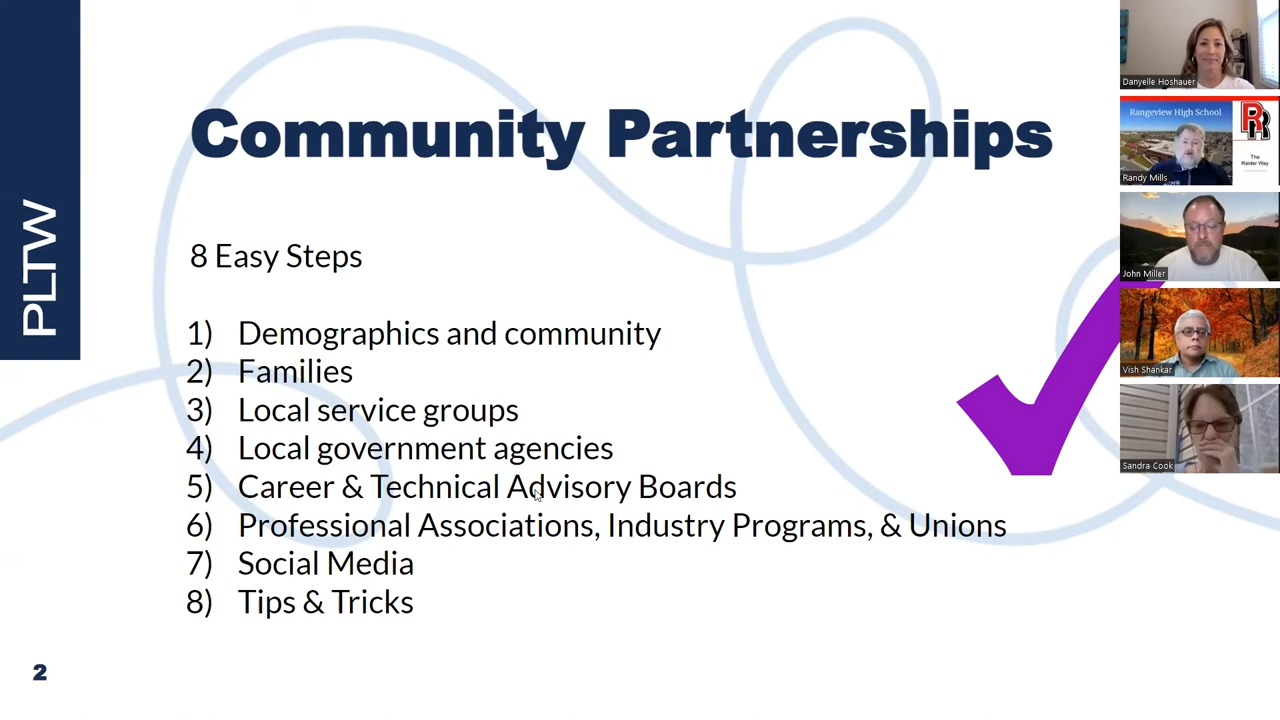 PLTW
Community Partnerships
8 Easy Steps
1) Demographics and community
2) Families
3) Local service groups
4) Local government agencies
5) Career & Technical Advisory Boards
6) Professional Associations, Industry Programs, & Unions
7) Social Media
8) Tips & Tricks
2
Danyelle Hoshauer
Rangeview High School
RR
The
Raider Way
Randy Mills
John Miller
Vish Shankar
Sandra Cook